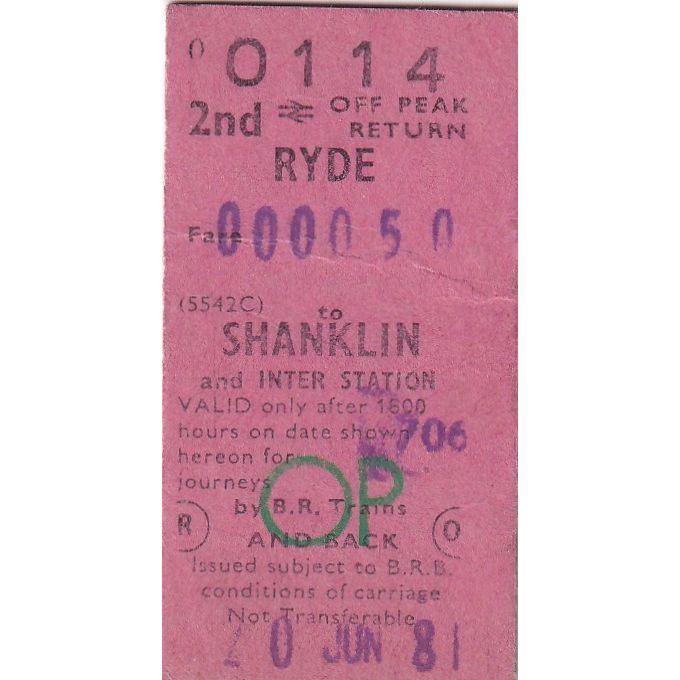 0
0114
2nd OFF PEAK
RETURN
RYDE
Fare 000050
(5542C)
to
SHANKLIN
and INTER STATION
VALID only after 1800
hours on date shown
706
hereon for
journeys
OP
by B.R. Trains
R O
AND BACK
Issued subject to B.R.B.
conditions of carriage
Not Transferable
20 JUN 81